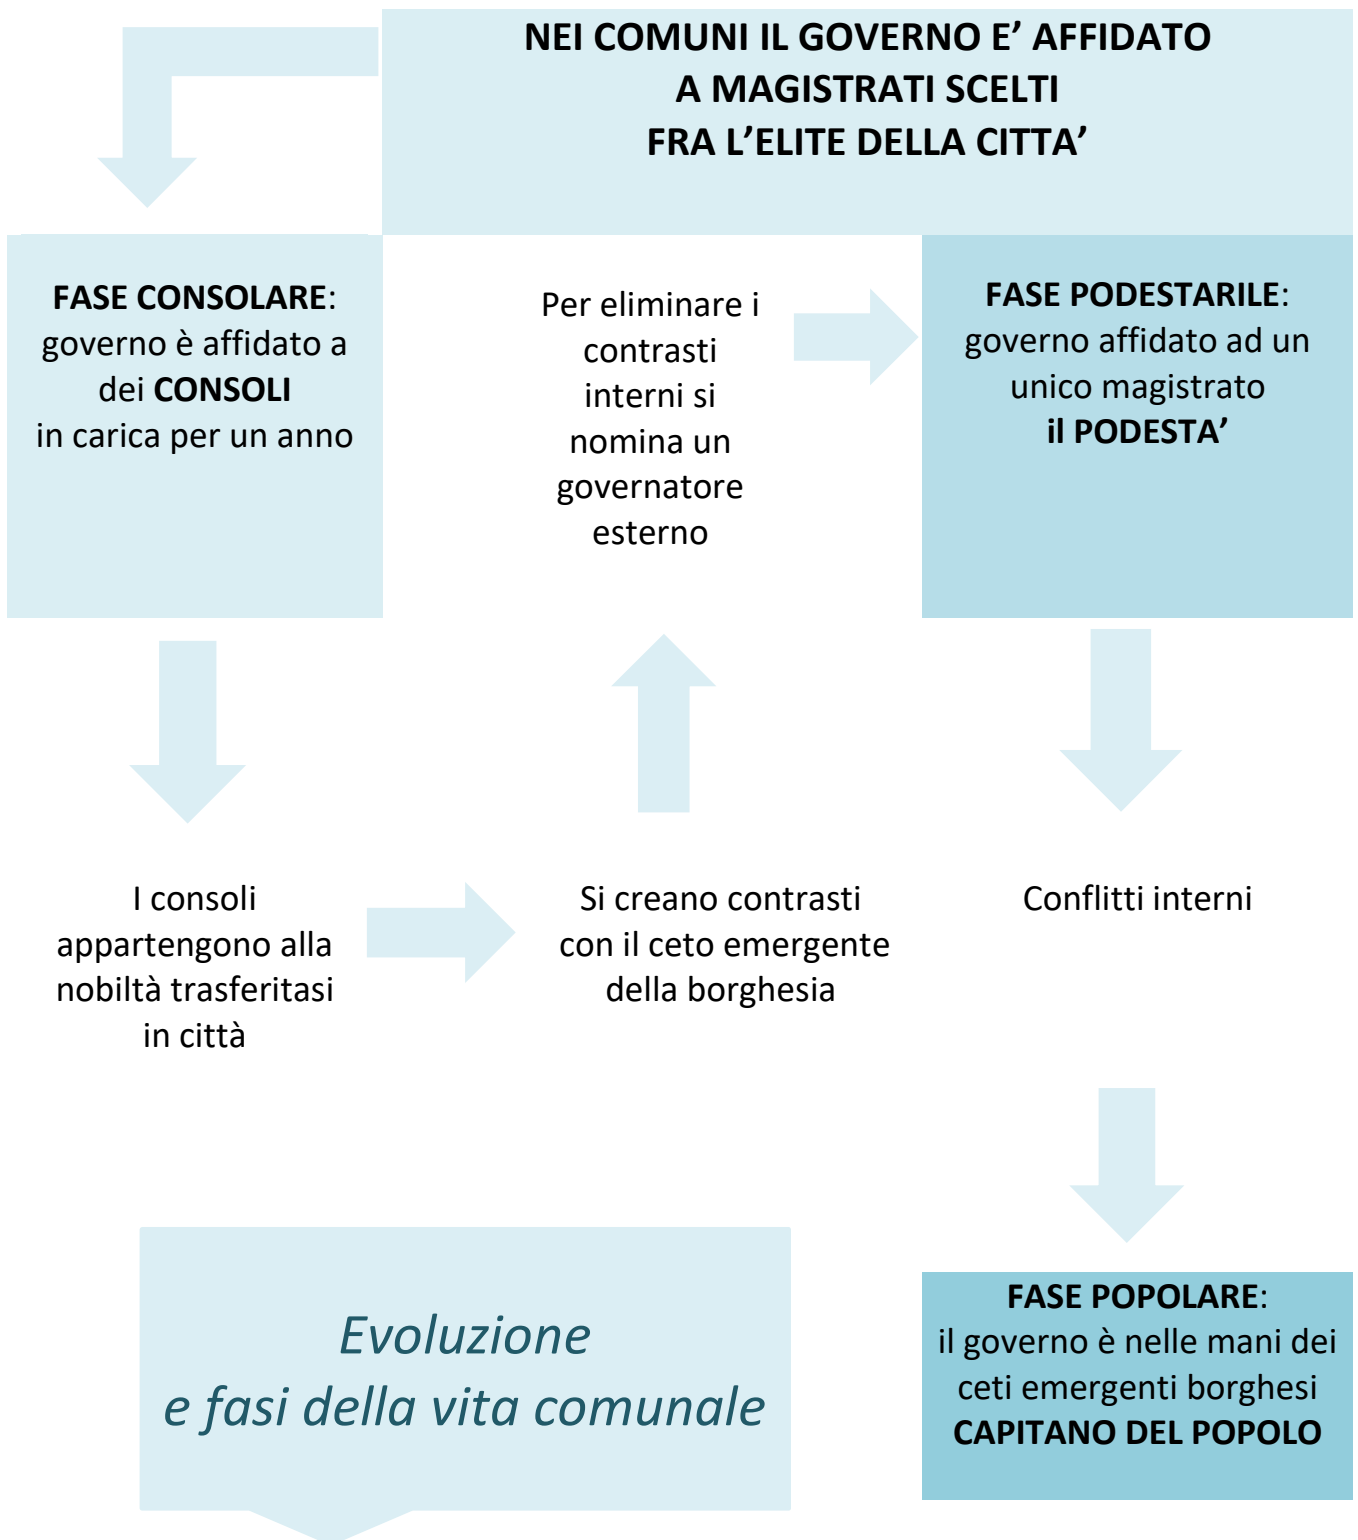 NEI COMUNI IL GOVERNO E’ AFFIDATO
A MAGISTRATI SCELTI
FRA L’ELITE DELLA CITTA’
FASE CONSOLARE:
governo è affidato a
dei CONSOLI
in carica per un anno
Per eliminare i
contrasti
interni si
nomina un
governatore
esterno
FASE PODESTARILE:
governo affidato ad un
unico magistrato
il PODESTA’
I consoli
appartengono alla
nobiltà trasferitasi
in città
Si creano contrasti
con il ceto emergente
della borghesia
Conflitti interni
Evoluzione
e fasi della vita comunale
FASE POPOLARE:
il governo è nelle mani dei
ceti emergenti borghesi
CAPITANO DEL POPOLO